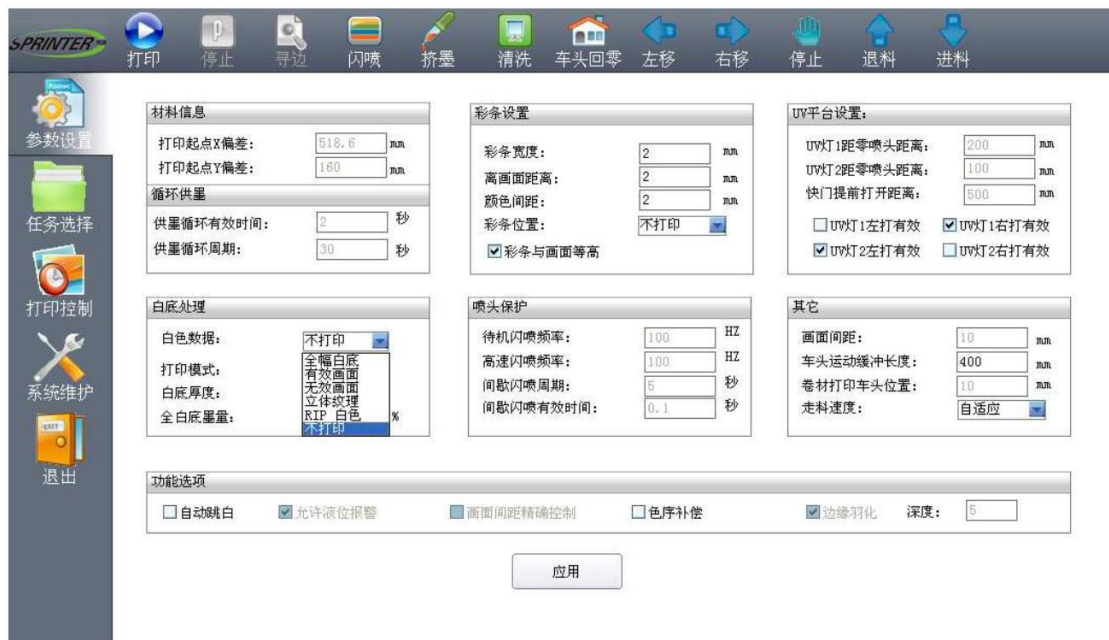 SPRINTER TM
打印 停止 寻边 闪喷 挤墨 清洗 车头回零 左移 右移 停止 退料 进料
参数设置
任务选择
打印控制
系统维护
EXIT
退出
材料信息
打印起点X偏差: 518.6 mm
打印起点Y偏差: 160 mm
循环供墨
供墨循环有效时间: 2 秒
供墨循环周期: 30 秒
彩条设置
彩条宽度: 2 mm
离画面距离: 2 mm
颜色间距: 2 mm
彩条位置: 不打印
彩条与画面等高
UV平台设置:
UV灯1距零喷头距离: 200 mm
UV灯2距零喷头距离: 100 mm
快门提前打开距离: 500 mm
UV灯1左打有效 UV灯1右打有效
UV灯2左打有效 UV灯2右打有效
白底处理
白色数据: 不打印
打印模式:
白底厚度:
全白底墨量: %
全幅白底
有效画面
无效画面
立体纹理
RIP 白色
不打印
喷头保护
待机闪喷频率: 100 HZ
高速闪喷频率: 100 HZ
间歇闪喷周期: 5 秒
间歇闪喷有效时间: 0.1 秒
其它
画面间距: 10 mm
车头运动缓冲长度: 400 mm
卷材打印车头位置: 10 mm
走料速度: 自适应
功能选项
自动跳白 允许液位报警 画面间距精确控制 色序补偿 边缘羽化 深度: 5
应用